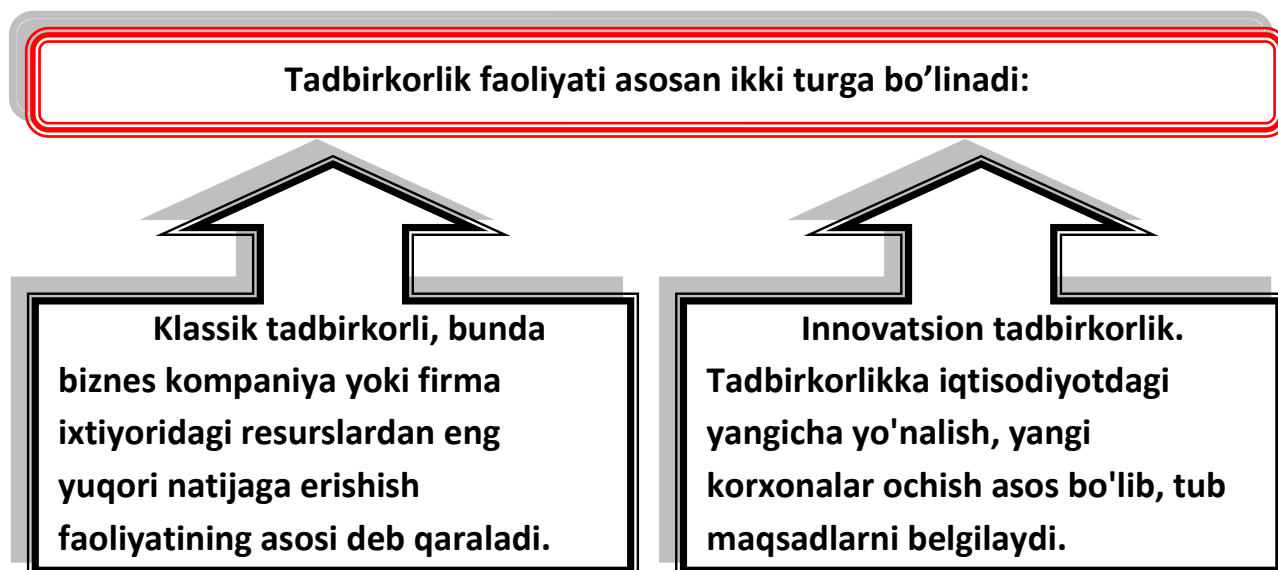 Tadbirkorlik faoliyati asosan ikki turga bo’linadi:
Klassik tadbirkorli, bunda
biznes kompaniya yoki firma
ixtiyoridagi resurslardan eng
yuqori natijaga erishish
faoliyatining asosi deb qaraladi.
Innovatsion tadbirkorlik.
Tadbirkorlikka iqtisodiyotdagi
yangicha yo'nalish, yangi
korxonalar ochish asos bo'lib, tub
maqsadlarni belgilaydi.